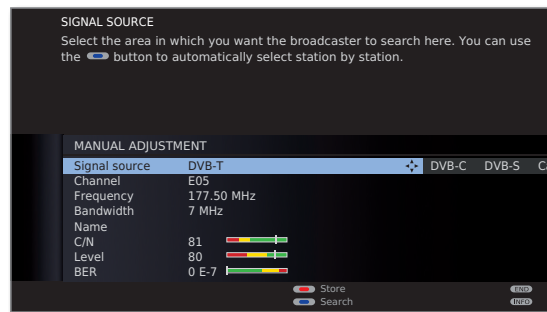 SIGNAL SOURCE
Select the area in which you want the broadcaster to search here. You can use
the button to automatically select station by station.
MANUAL ADJUSTMENT
Signal source DVB-T DVB-C DVB-S Ca
Channel E05
Frequency 177.50 MHz
Bandwidth 7 MHz
Name
C/N 81
Level 80
BER 0 E-7
Store END
Search INFO